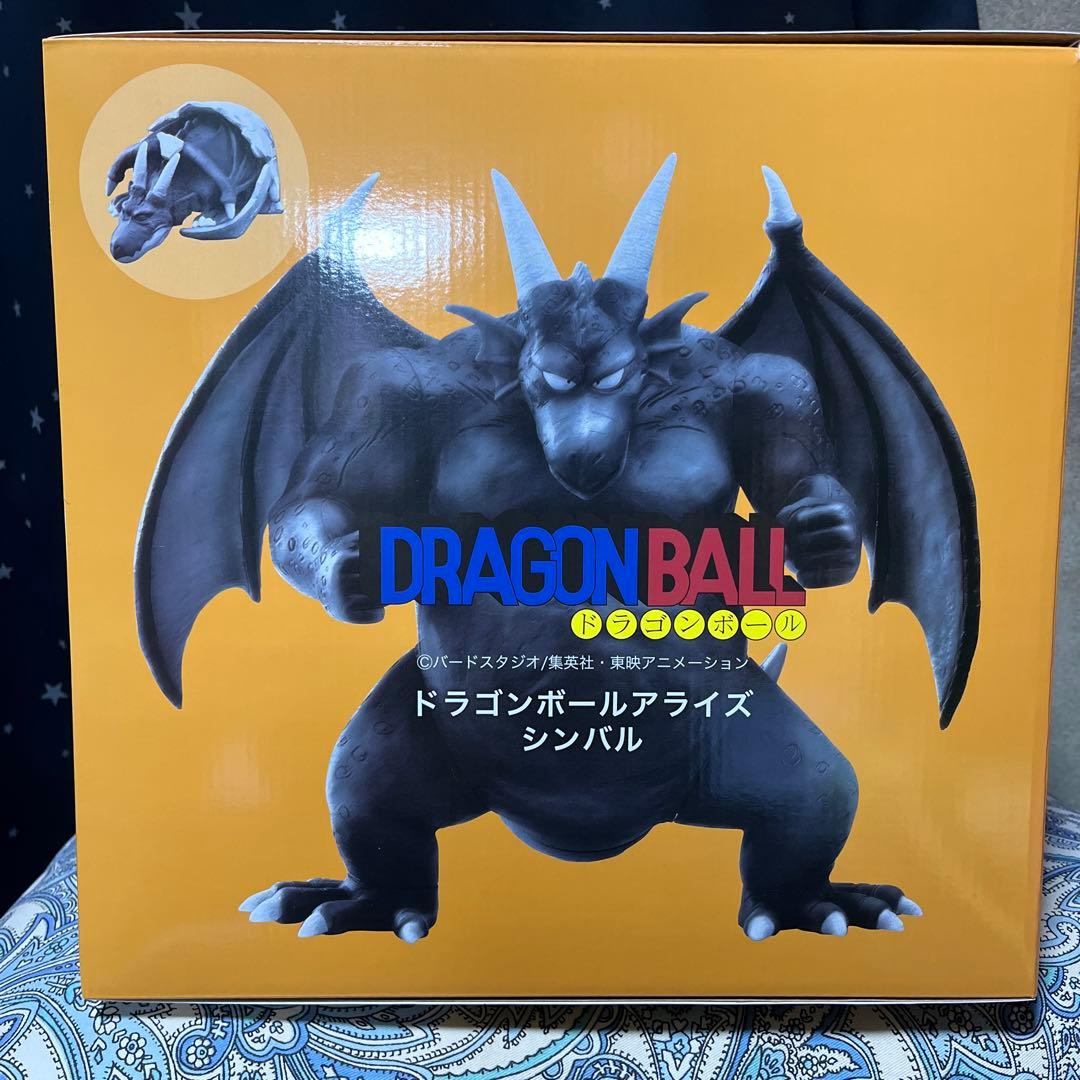 DRAGON BALL
ドラゴンボール
©バードスタジオ/集英社・東映アニメーション
ドラゴンボールアライズ
シンバル